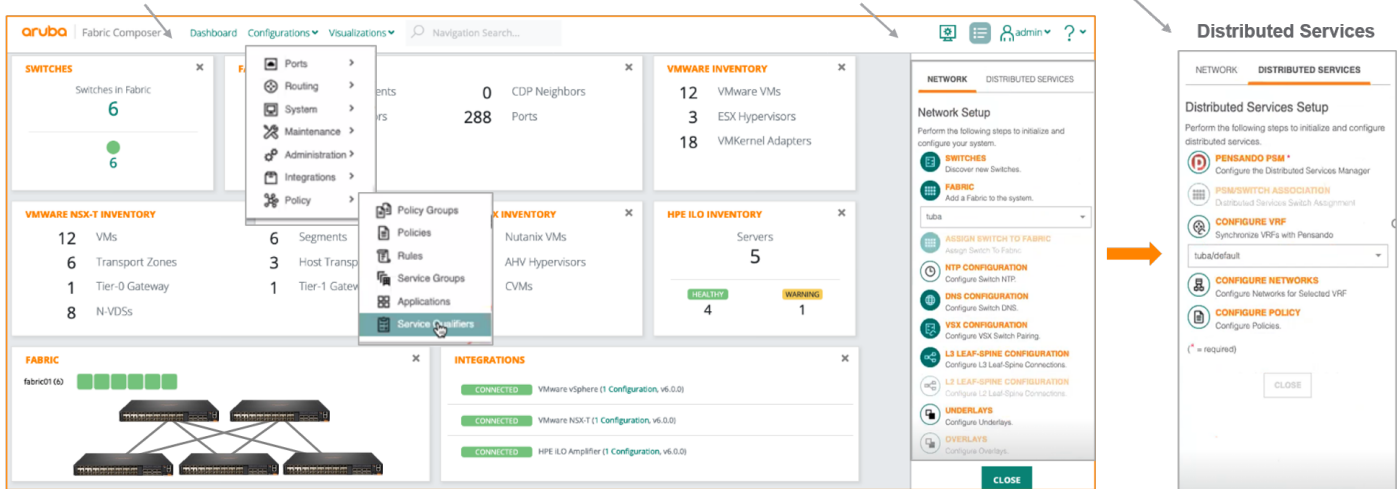 Distributed Services
aruba Fabric Composer Dashboard Configurations Visualizations Navigation Search... admin ?
SWITCHES
Switches in Fabric
6
6
Ports
Routing
System
Maintenance
Administration
Integrations
Policy
Policy Groups
Policies
Rules
Service Groups
Applications
Service Qualifiers
0 CDP Neighbors
288 Ports
VMWARE INVENTORY
12 VMware VMs
3 ESX Hypervisors
18 VMKernel Adapters
VMWARE NSX-T INVENTORY
12 VMs
6 Transport Zones
1 Tier-0 Gateway
8 N-VDSs
6 Segments
3 Host Transp
1 Tier-1 Gatew
X INVENTORY
Nutanix VMs
AHV Hypervisors
CVMs
HPE ILO INVENTORY
Servers
5
HEALTHY WARNING
4 1
FABRIC
fabric01 (6)
INTEGRATIONS
CONNECTED VMware vSphere (1 Configuration, v6.0.0)
CONNECTED VMware NSX-T (1 Configuration, v6.0.0)
CONNECTED HPE iLO Amplifier (1 Configuration, v6.0.0)
NETWORK DISTRIBUTED SERVICES
Network Setup
Perform the following steps to initialize and
configure your system.
SWITCHES
Discover new Switches.
FABRIC
Add a Fabric to the system.
tuba
ASSIGN SWITCH TO FABRIC
Assign Switch To Fabric
NTP CONFIGURATION
Configure Switch NTP.
DNS CONFIGURATION
Configure Switch DNS.
VSX CONFIGURATION
Configure VSX Switch Pairing.
L3 LEAF-SPINE CONFIGURATION
Configure L3 Leaf-Spine Connections.
L2 LEAF-SPINE CONFIGURATION
Configure L2 Leaf-Spine Connections.
UNDERLAYS
Configure Underlays.
OVERLAYS
Configure Overlays.
CLOSE
NETWORK DISTRIBUTED SERVICES
Distributed Services Setup
Perform the following steps to initialize and configure
distributed services.
PENSANDO PSM *
Configure the Distributed Services Manager
PSM/SWITCH ASSOCIATION
Distributed Services Switch Assignment
CONFIGURE VRF
Synchronize VRFs with Pensando
tuba/default
CONFIGURE NETWORKS
Configure Networks for Selected VRF
CONFIGURE POLICY
Configure Policies.
(* = required)
CLOSE